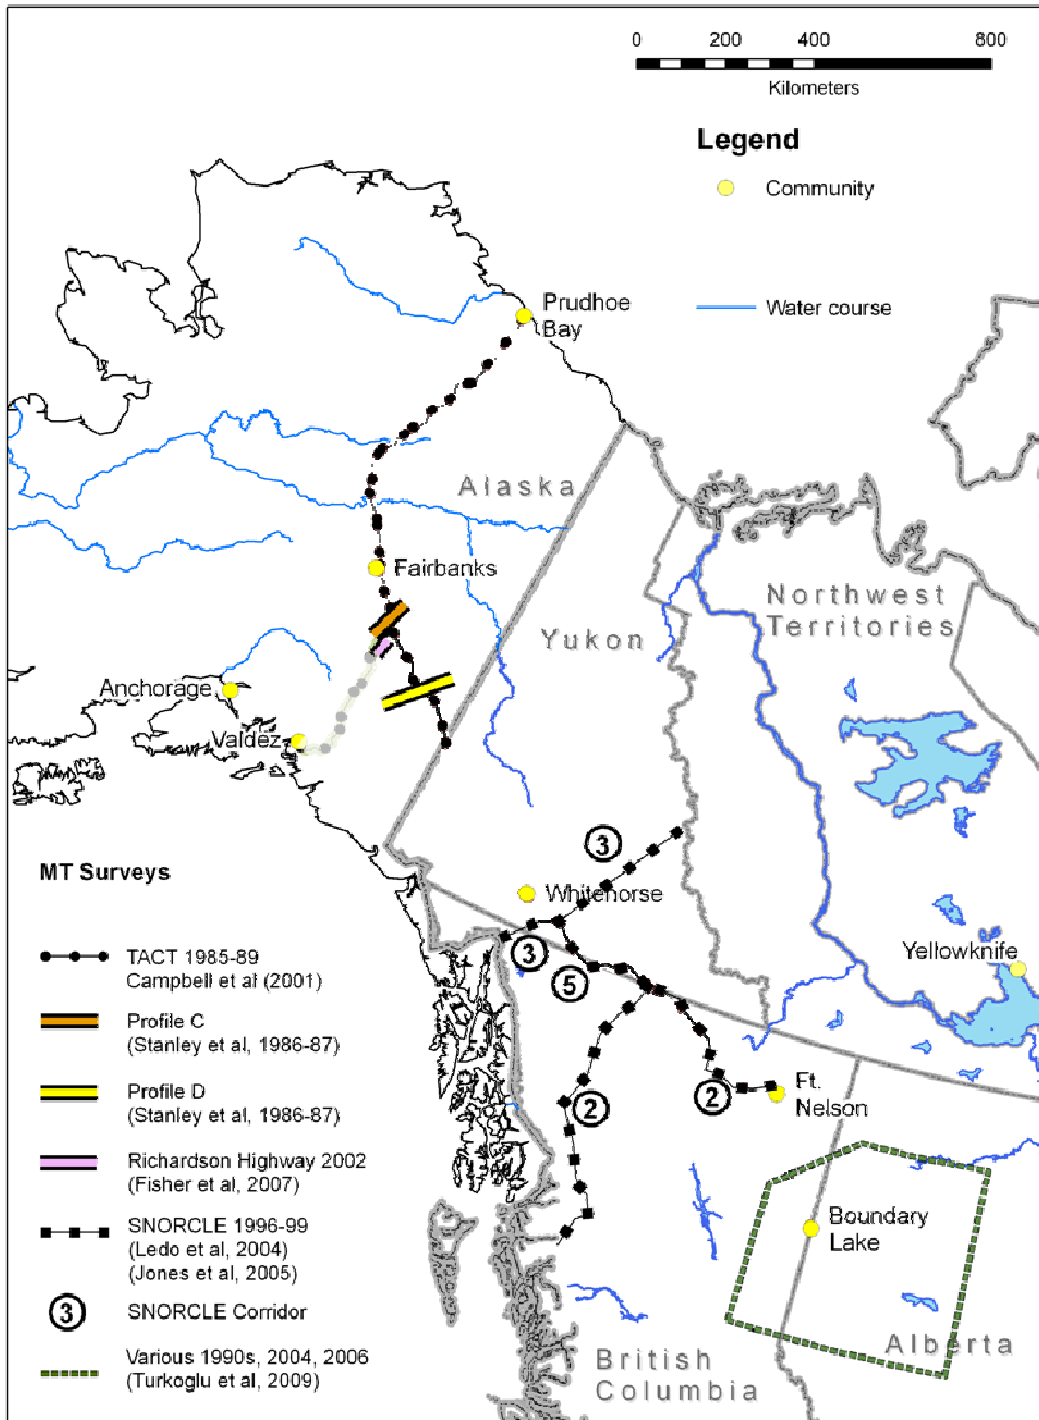 0 200 400 800
Kilometers
Legend
Community
Water course
Prudhoe
Bay
Alaska
Fairbanks
Yukon
Northwest
Territories
Anchorage
Valdez
3
Whitehorse
3
5
Yellowknife
2
2
Ft.
Nelson
Boundary
Lake
Alberta
British
Columbia
MT Surveys
TACT 1985-89
Campbell et al (2001)
Profile C
(Stanley et al, 1986-87)
Profile D
(Stanley et al, 1986-87)
Richardson Highway 2002
(Fisher et al, 2007)
SNORCLE 1996-99
(Ledo et al, 2004)
(Jones et al, 2005)
3 SNORCLE Corridor
Various 1990s, 2004, 2006
(Turkoglu et al, 2009)